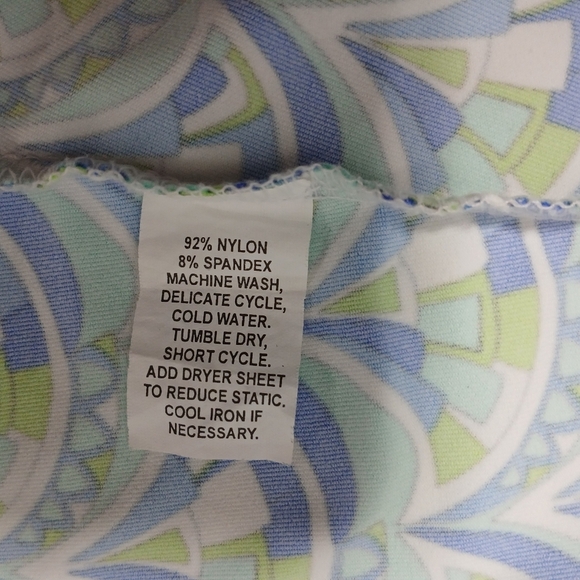 92% NYLON
8% SPANDEX
MACHINE WASH,
DELICATE CYCLE,
COLD WATER.
TUMBLE DRY,
SHORT CYCLE.
ADD DRYER SHEET
TO REDUCE STATIC.
COOL IRON IF
NECESSARY.